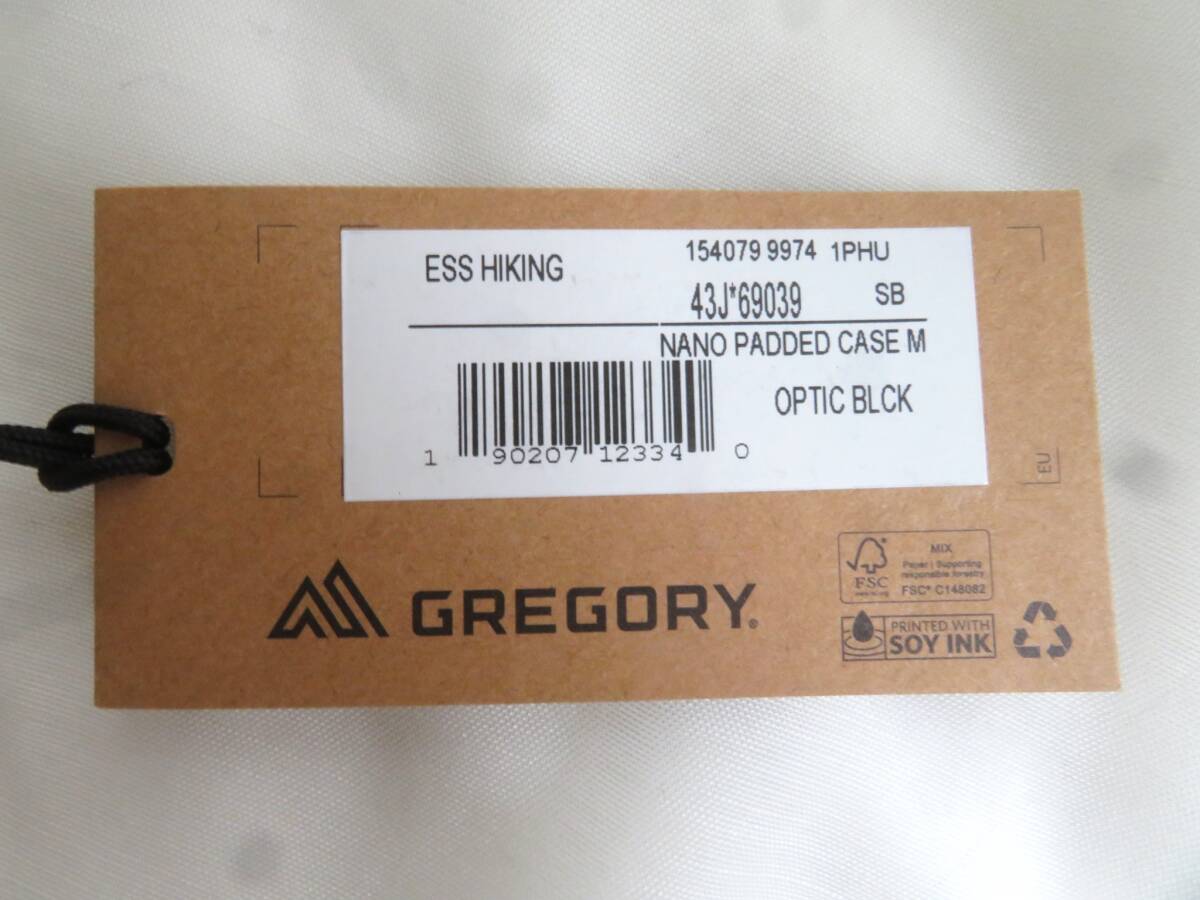 ESS HIKING
154079 9974 1PHU
43J*69039 SB
NANO PADDED CASE M
OPTIC BLCK
1 90207 12334 0
EU
GREGORY.
FSC
MIX
Paper | Supporting
responsible forestry
FSC® C148082
PRINTED WITH
SOY INK